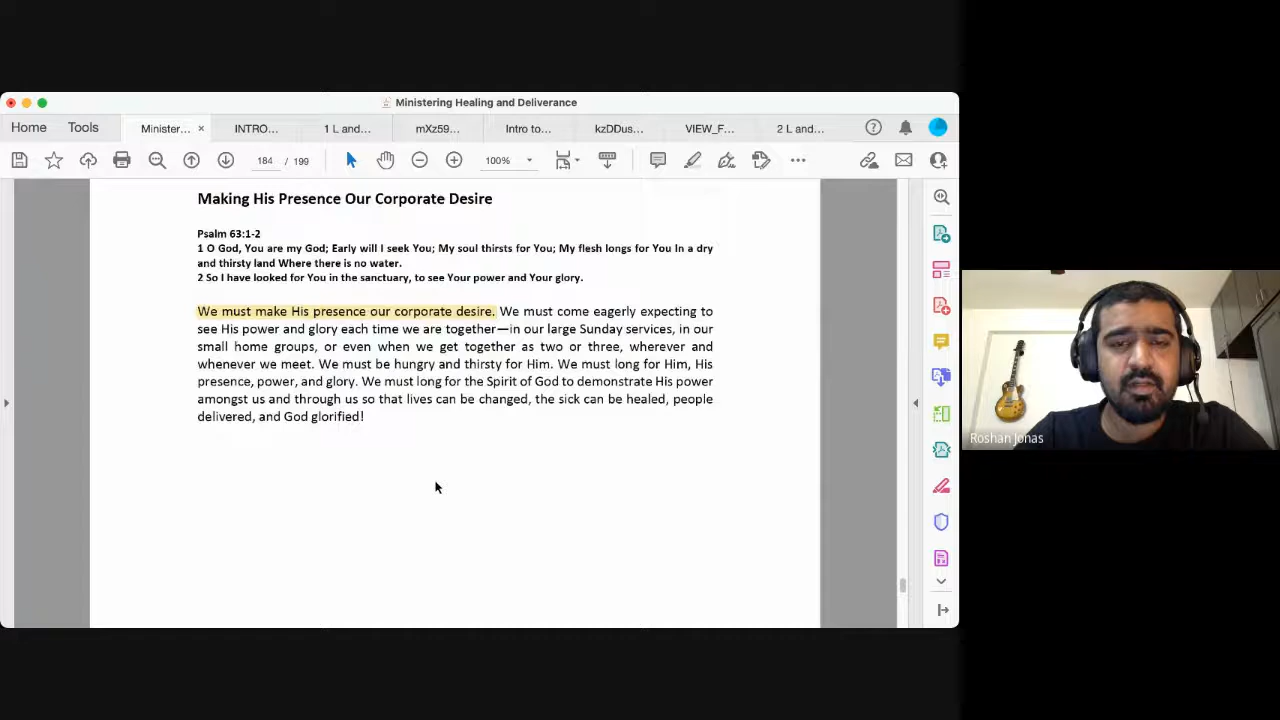 Ministering Healing and Deliverance
Home Tools Minister... × INTRO... 1 L and... mXz59... Intro to... kzDDus... VIEW_F... 2 L and...
184 / 199 100%
Making His Presence Our Corporate Desire
Psalm 63:1-2
1 O God, You are my God; Early will I seek You; My soul thirsts for You; My flesh longs for You In a dry
and thirsty land Where there is no water.
2 So I have looked for You in the sanctuary, to see Your power and Your glory.
We must make His presence our corporate desire. We must come eagerly expecting to
see His power and glory each time we are together—in our large Sunday services, in our
small home groups, or even when we get together as two or three, wherever and
whenever we meet. We must be hungry and thirsty for Him. We must long for Him, His
presence, power, and glory. We must long for the Spirit of God to demonstrate His power
amongst us and through us so that lives can be changed, the sick can be healed, people
delivered, and God glorified!
Roshan Jonas